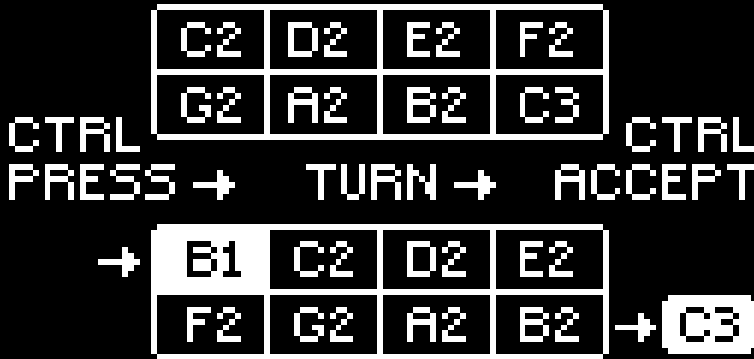 C2 D2 E2 F2
G2 A2 B2 C3
CTRL CTRL
PRESS → TURN → ACCEPT
→ B1 C2 D2 E2
F2 G2 A2 B2 → C3